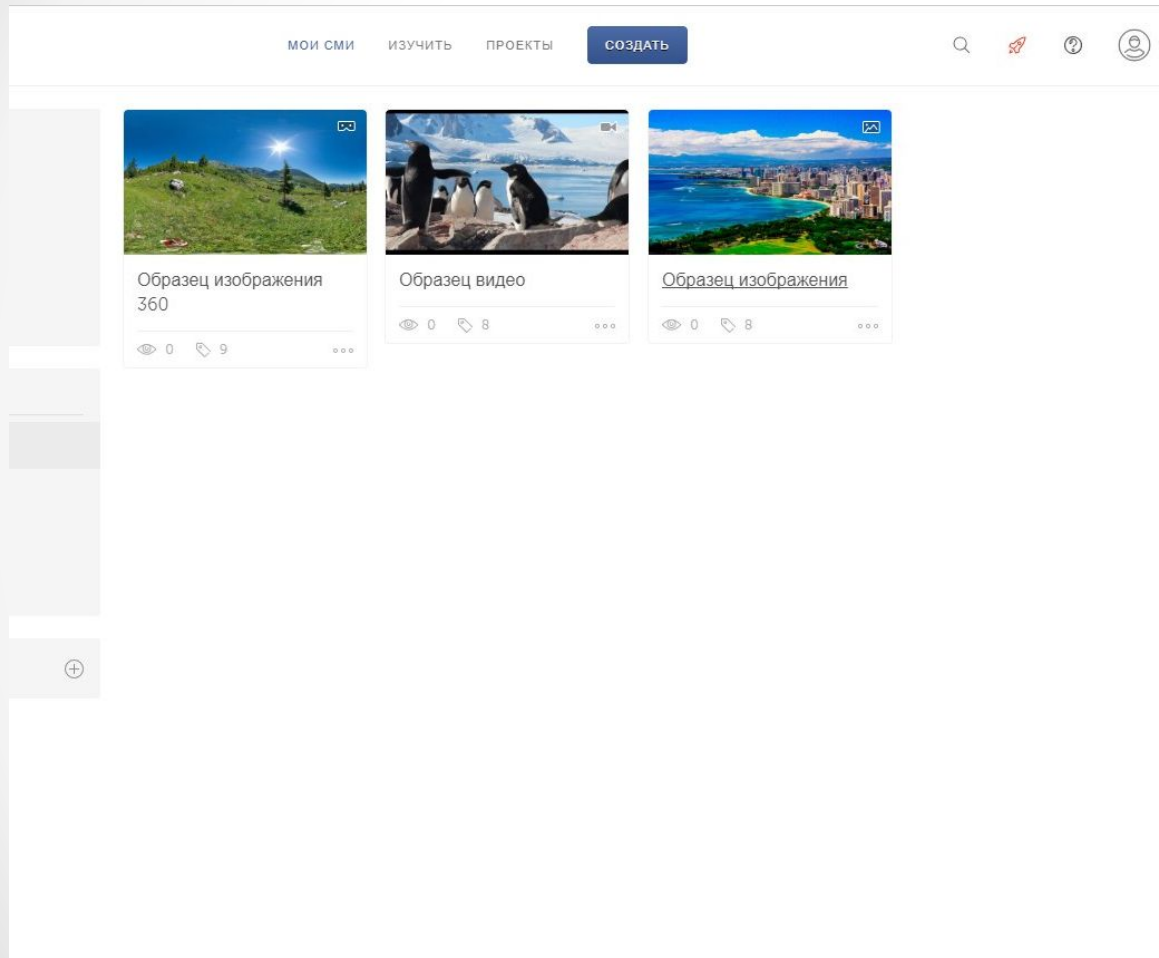 МОИ СМИ ИЗУЧИТЬ ПРОЕКТЫ СОЗДАТЬ
Образец изображения
360
0 9
Образец видео
0 8
Образец изображения
0 8